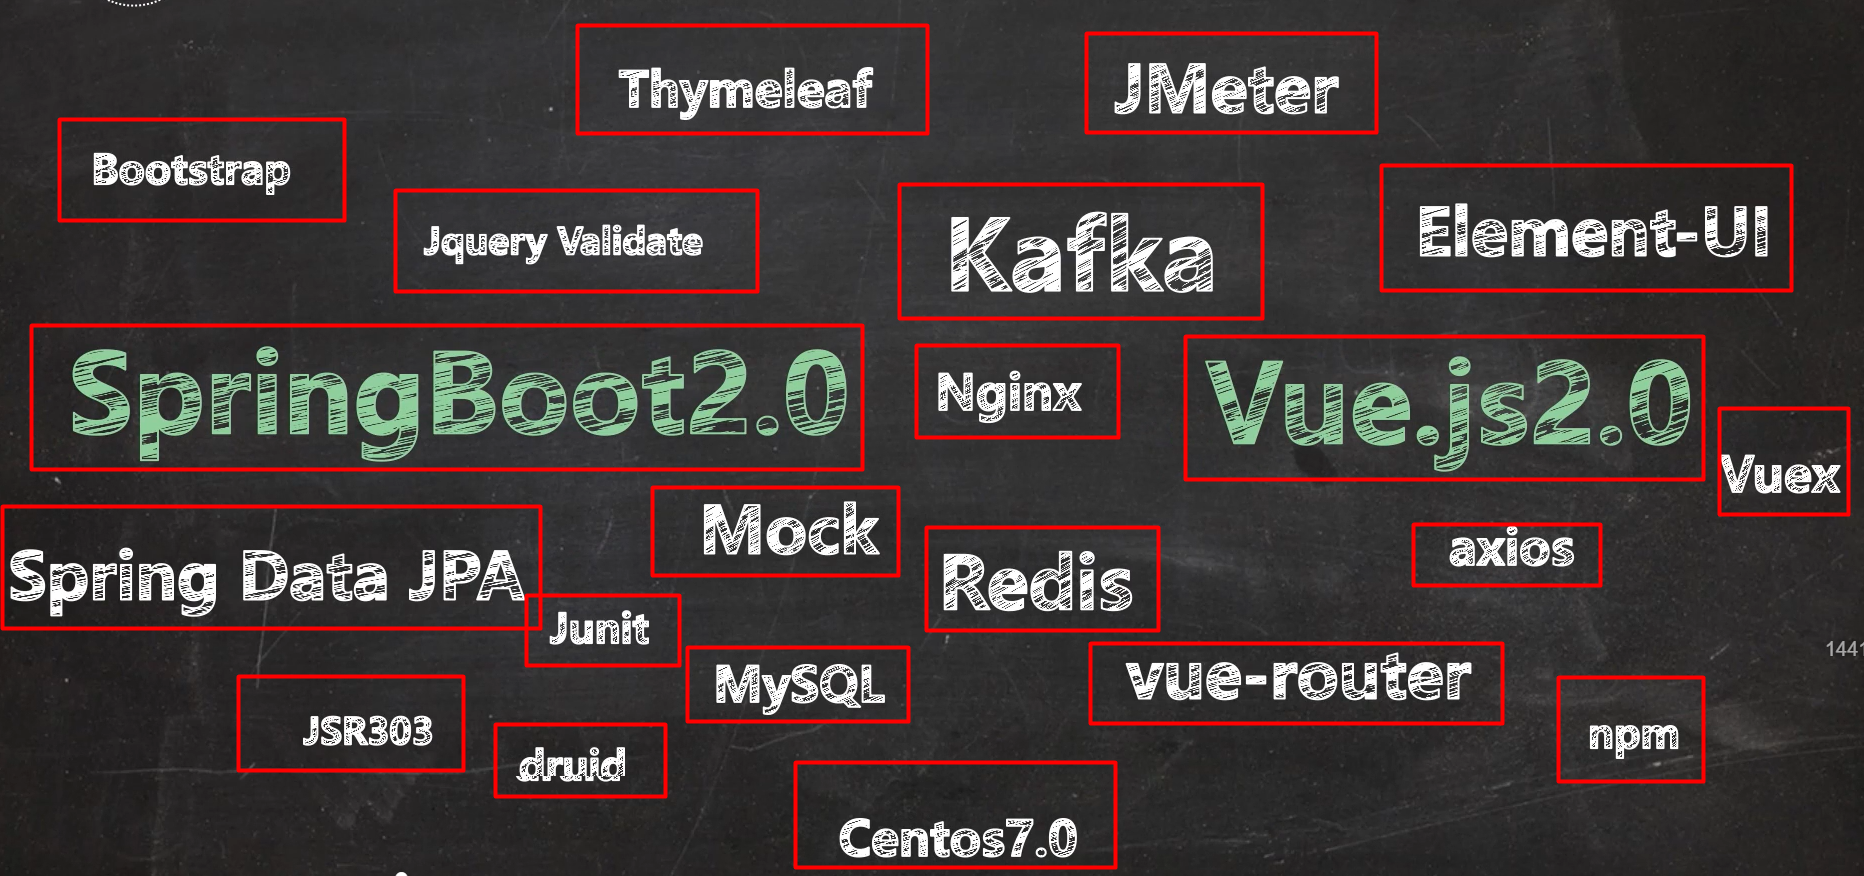 Thymeleaf
JMeter
Bootstrap
Jquery Validate
Kafka
Element-UI
SpringBoot2.0
Nginx
Vue.js2.0
Vuex
Spring Data JPA
Mock
Redis
axios
Junit
MySQL
vue-router
1441
JSR303
druid
npm
Centos7.0